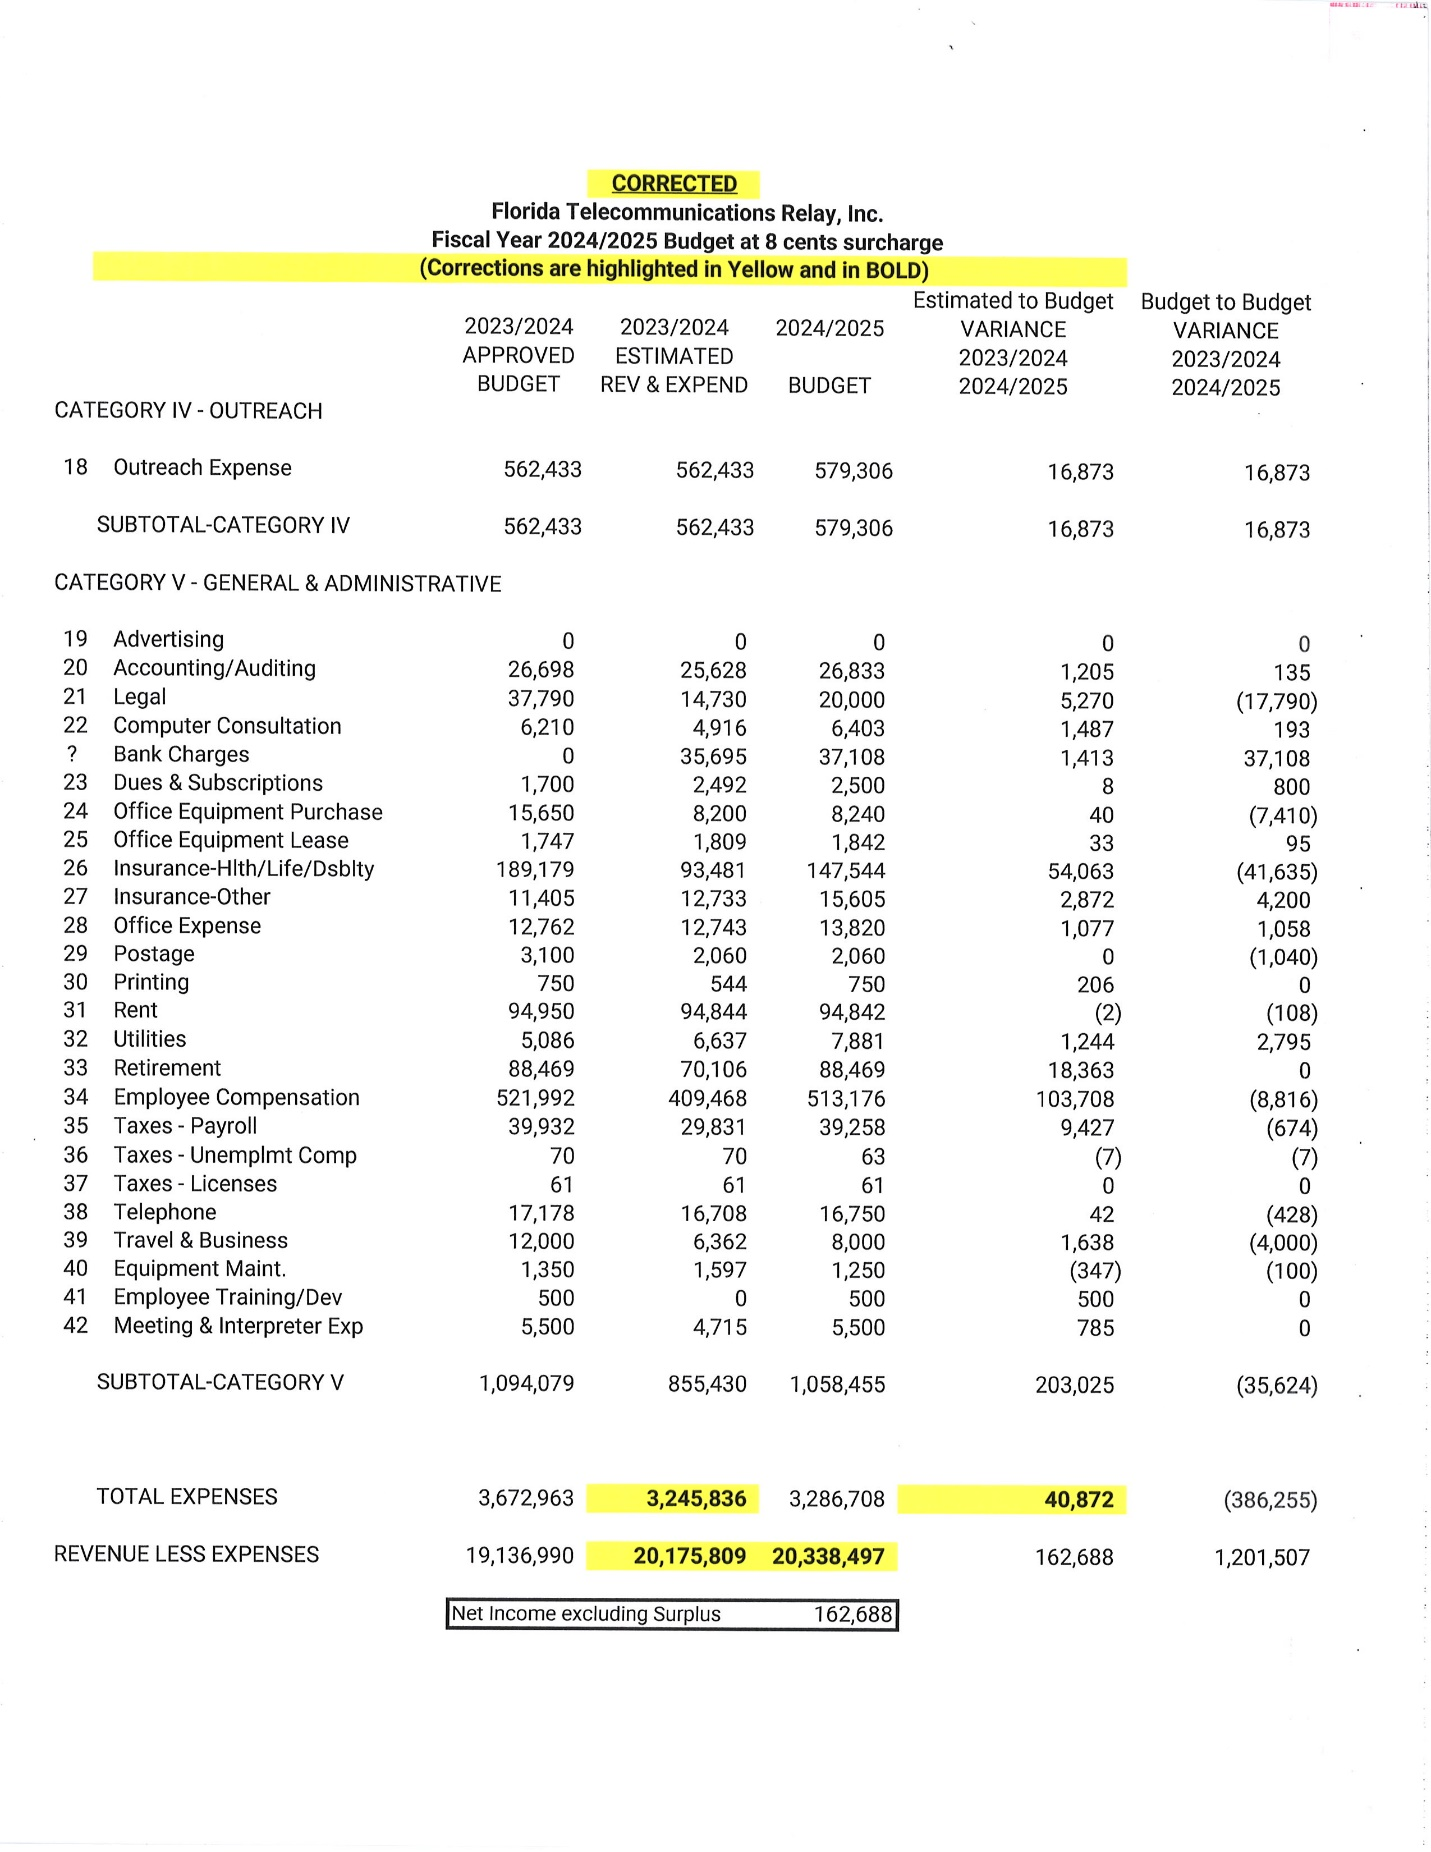 CORRECTED
Florida Telecommunications Relay, Inc.
Fiscal Year 2024/2025 Budget at 8 cents surcharge
(Corrections are highlighted in Yellow and in BOLD)
Estimated to Budget Budget to Budget
2023/2024 2023/2024 2024/2025 VARIANCE VARIANCE
APPROVED ESTIMATED 2023/2024 2023/2024
BUDGET REV & EXPEND BUDGET 2024/2025 2024/2025
CATEGORY IV - OUTREACH
18 Outreach Expense 562,433 562,433 579,306 16,873 16,873
SUBTOTAL-CATEGORY IV 562,433 562,433 579,306 16,873 16,873
CATEGORY V - GENERAL & ADMINISTRATIVE
19 Advertising 0 0 0 0 0
20 Accounting/Auditing 26,698 25,628 26,833 1,205 135
21 Legal 37,790 14,730 20,000 5,270 (17,790)
22 Computer Consultation 6,210 4,916 6,403 1,487 193
? Bank Charges 0 35,695 37,108 1,413 37,108
23 Dues & Subscriptions 1,700 2,492 2,500 8 800
24 Office Equipment Purchase 15,650 8,200 8,240 40 (7,410)
25 Office Equipment Lease 1,747 1,809 1,842 33 95
26 Insurance-Hlth/Life/Dsblty 189,179 93,481 147,544 54,063 (41,635)
27 Insurance-Other 11,405 12,733 15,605 2,872 4,200
28 Office Expense 12,762 12,743 13,820 1,077 1,058
29 Postage 3,100 2,060 2,060 0 (1,040)
30 Printing 750 544 750 206 0
31 Rent 94,950 94,844 94,842 (2) (108)
32 Utilities 5,086 6,637 7,881 1,244 2,795
33 Retirement 88,469 70,106 88,469 18,363 0
34 Employee Compensation 521,992 409,468 513,176 103,708 (8,816)
35 Taxes - Payroll 39,932 29,831 39,258 9,427 (674)
36 Taxes - Unemplmt Comp 70 70 63 (7) (7)
37 Taxes - Licenses 61 61 61 0 0
38 Telephone 17,178 16,708 16,750 42 (428)
39 Travel & Business 12,000 6,362 8,000 1,638 (4,000)
40 Equipment Maint. 1,350 1,597 1,250 (347) (100)
41 Employee Training/Dev 500 0 500 500 0
42 Meeting & Interpreter Exp 5,500 4,715 5,500 785 0
SUBTOTAL-CATEGORY V 1,094,079 855,430 1,058,455 203,025 (35,624)
TOTAL EXPENSES 3,672,963 3,245,836 3,286,708 40,872 (386,255)
REVENUE LESS EXPENSES 19,136,990 20,175,809 20,338,497 162,688 1,201,507
Net Income excluding Surplus 162,688